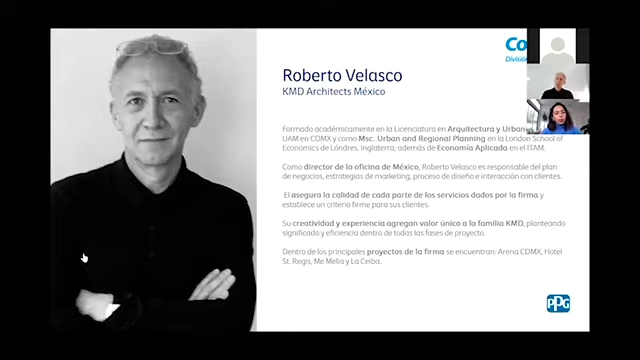 Co
División
Roberto Velasco
KMD Architects México
Formado académicamente en la Licenciatura en Arquitectura y Urban
UAM en CDMX y como Msc. Urban and Regional Planning en la London School of
Economics de Lóndres, Inglaterra; además de Economía Aplicada en el ITAM.
Como director de la oficina de México, Roberto Velasco es responsable del plan
de negocios, estrategias de marketing, proceso de diseño e interacción con clientes.
El asegura la calidad de cada parte de los servicios dados por la firma y
establece un criterio firme para sus clientes.
Su creatividad y experiencia agregan valor único a la familia KMD, planteando
significado y eficiencia dentro de todas las fases de proyecto.
Dentro de los principales proyectos de la firma se encuentran: Arena CDMX, Hotel
St. Regis, Me Melia y La Ceiba.
PPG